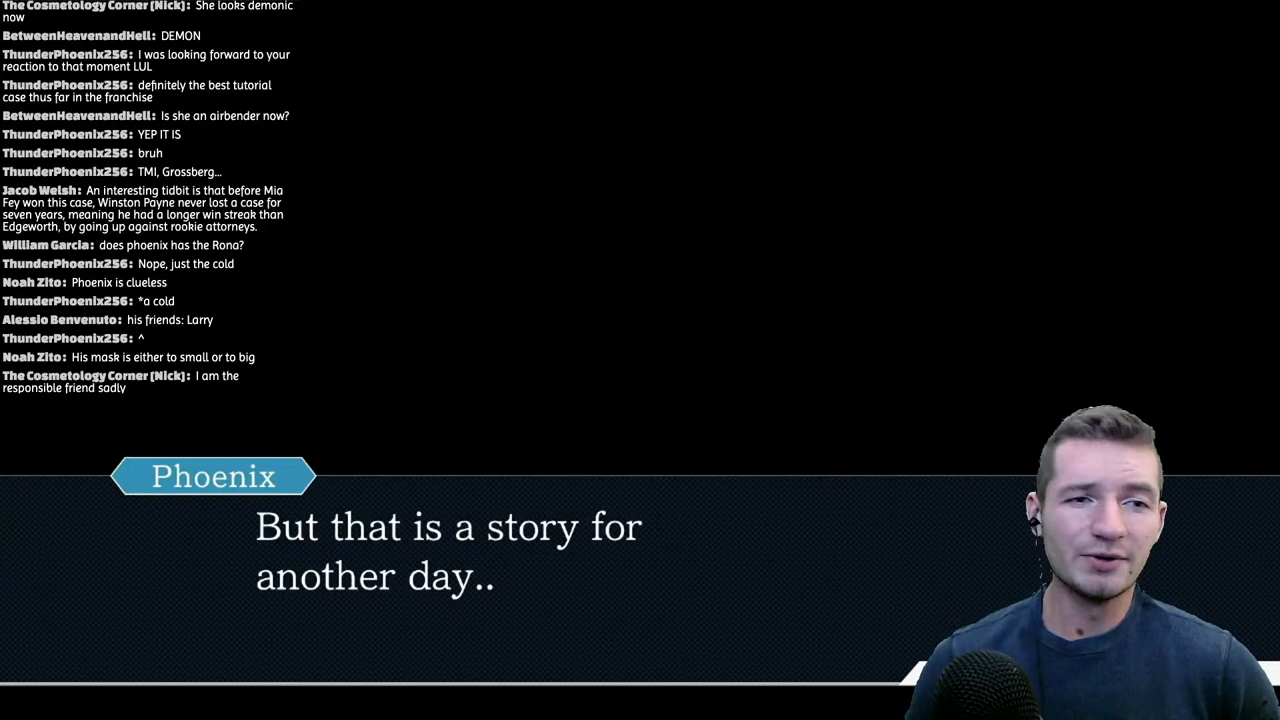 The Cosmetology Corner [Nick]: She looks demonic
now
BetweenHeavenandHell: DEMON
ThunderPhoenix256: I was looking forward to your
reaction to that moment LUL
ThunderPhoenix256: definitely the best tutorial
case thus far in the franchise
BetweenHeavenandHell: Is she an airbender now?
ThunderPhoenix256: YEP IT IS
ThunderPhoenix256: bruh
ThunderPhoenix256: TMI, Grossberg...
Jacob Welsh: An interesting tidbit is that before Mia
Fey won this case, Winston Payne never lost a case for
seven years, meaning he had a longer win streak than
Edgeworth, by going up against rookie attorneys.
William Garcia: does phoenix has the Rona?
ThunderPhoenix256: Nope, just the cold
Noah Zito: Phoenix is clueless
ThunderPhoenix256: *a cold
Alessio Benvenuto: his friends: Larry
ThunderPhoenix256: ^
Noah Zito: His mask is either to small or to big
The Cosmetology Corner [Nick]: I am the
responsible friend sadly
Phoenix
But that is a story for
another day..